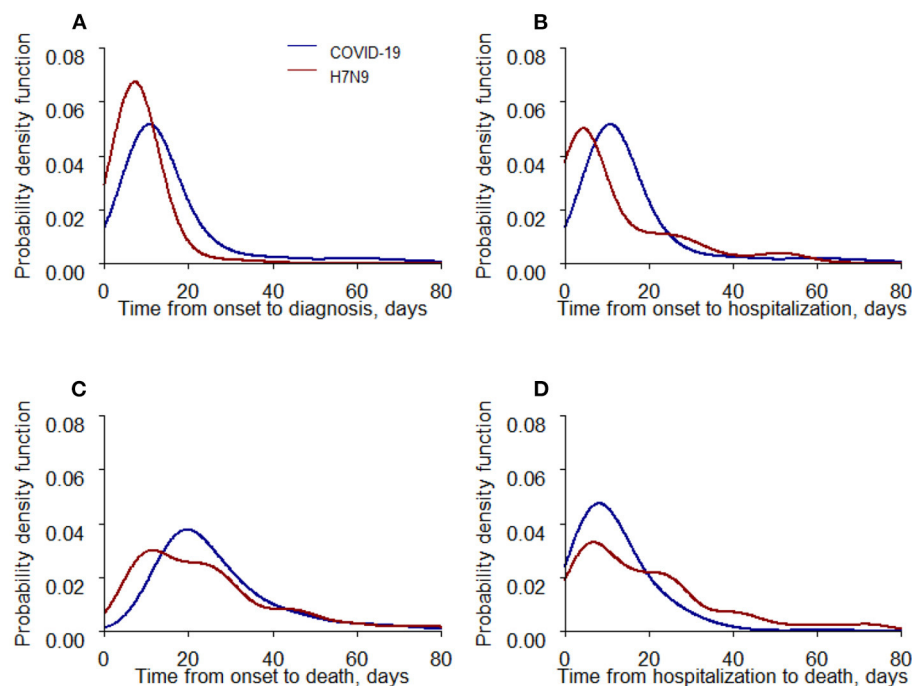 A
COVID-19
H7N9
Probability density function
0.08
0.06
0.04
0.02
0.00
0 20 40 60 80
Time from onset to diagnosis, days
B
Probability density function
0.08
0.06
0.04
0.02
0.00
0 20 40 60 80
Time from onset to hospitalization, days
C
Probability density function
0.08
0.06
0.04
0.02
0.00
0 20 40 60 80
Time from onset to death, days
D
Probability density function
0.08
0.06
0.04
0.02
0.00
0 20 40 60 80
Time from hospitalization to death, days